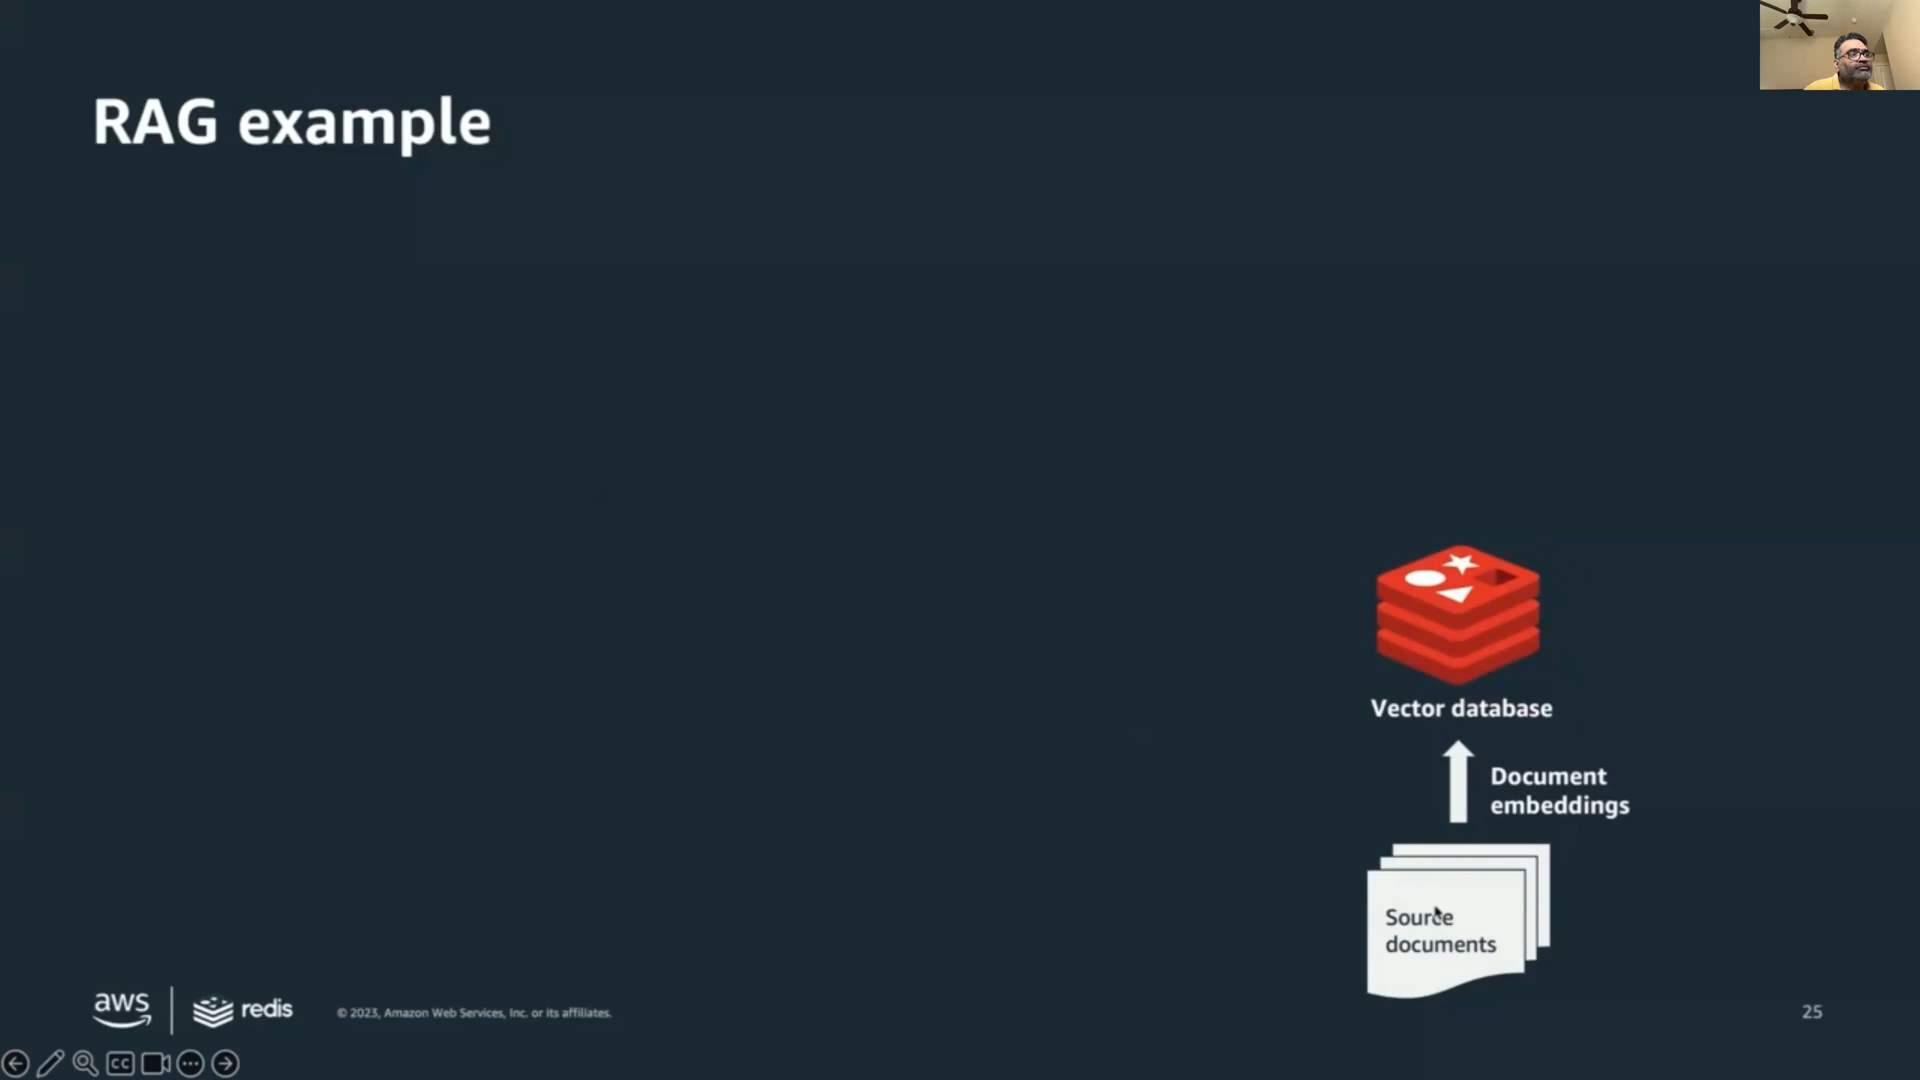 RAG example
Vector database
Document
embeddings
Source
documents
aws
redis
© 2023, Amazon Web Services, Inc. or its affiliates.
25
CC